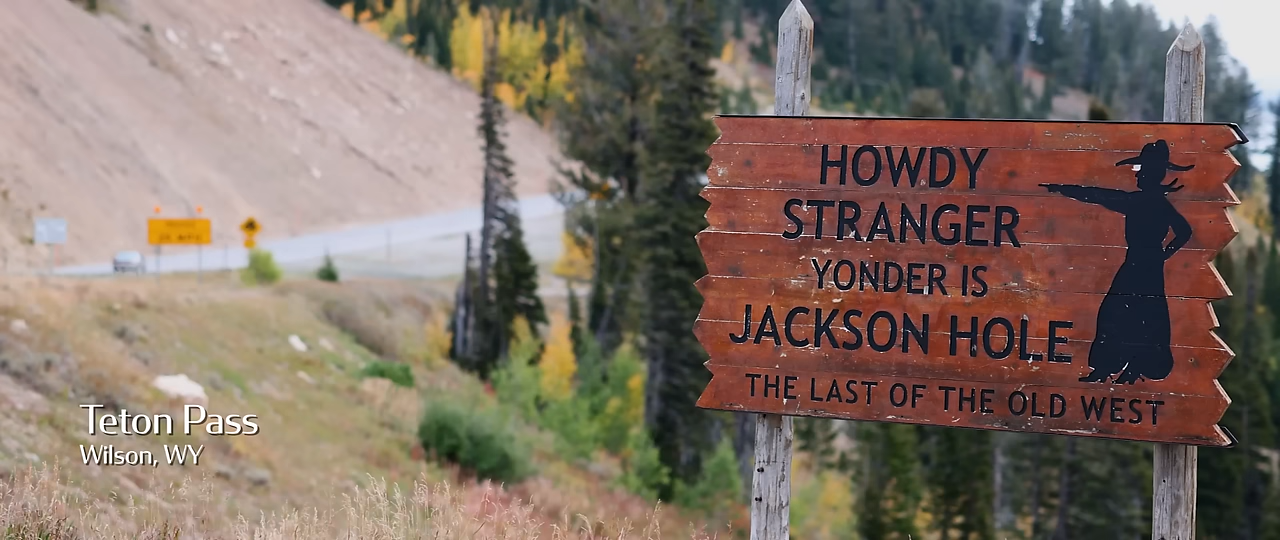 HOWDY
STRANGER
YONDER IS
JACKSON HOLE
THE LAST OF THE OLD WEST
Teton Pass
Wilson, WY